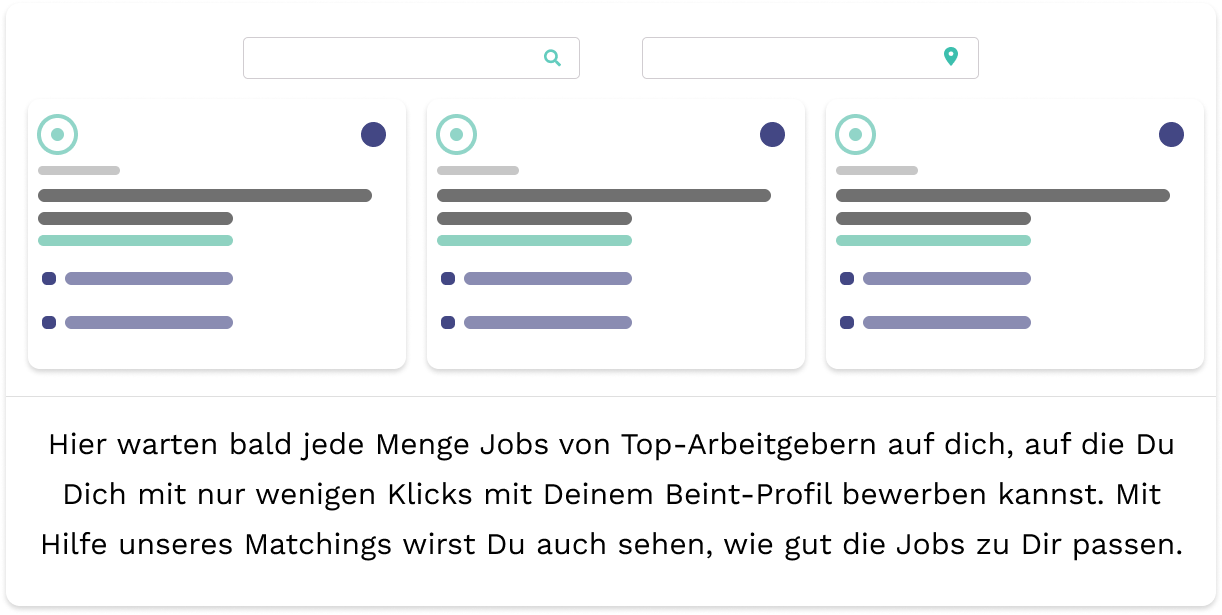 Hier warten bald jede Menge Jobs von Top-Arbeitgebern auf dich, auf die Du
Dich mit nur wenigen Klicks mit Deinem Beint-Profil bewerben kannst. Mit
Hilfe unseres Matchings wirst Du auch sehen, wie gut die Jobs zu Dir passen.